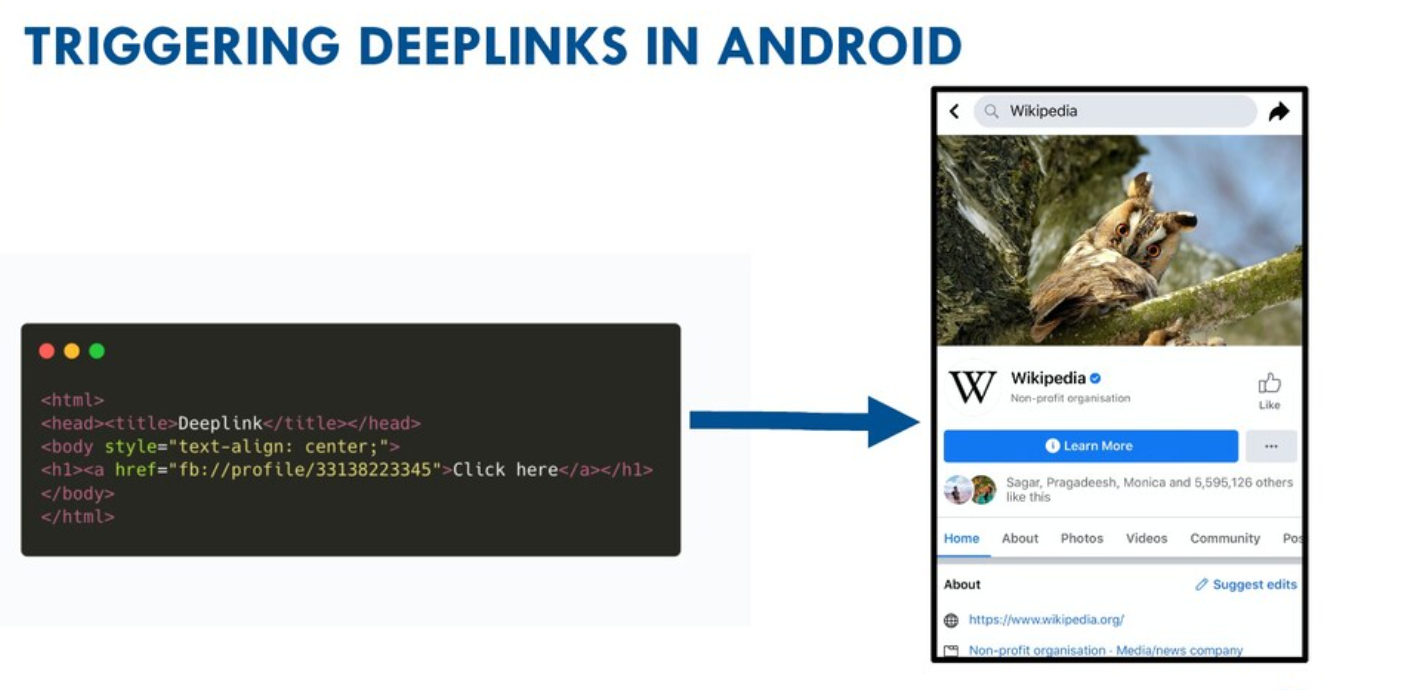 TRIGGERING DEEPLINKS IN ANDROID
<html>
<head><title>Deeplink</title></head>
<body style="text-align: center;">
<h1><a href="fb://profile/33138223345">Click here</a></h1>
</body>
</html>
Wikipedia
W
Wikipedia
Non-profit organisation
Like
Learn More
Sagar, Pragadeesh, Monica and 5,595,126 others
like this
Home About Photos Videos Community Pos
About
Suggest edits
https://www.wikipedia.org/
Non-profit organisation · Media/news company